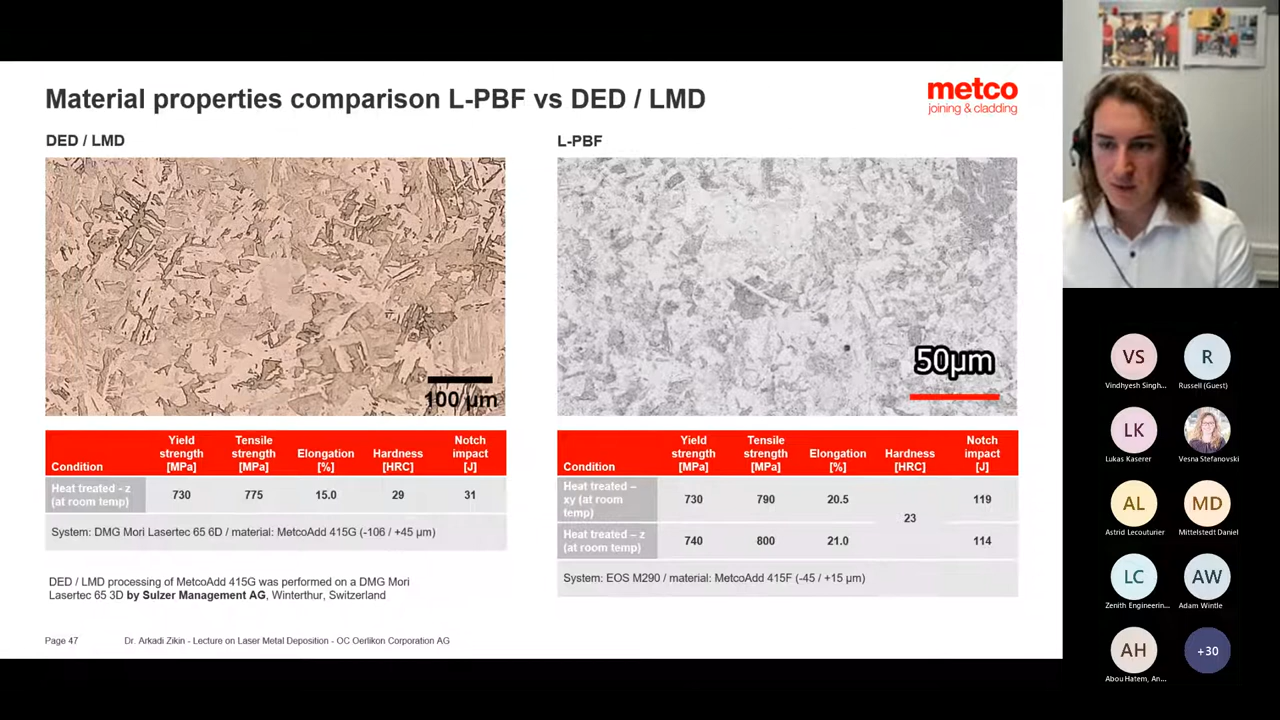 Material properties comparison L-PBF vs DED / LMD
metco
joining & cladding
DED / LMD
100 µm
Condition
Yield strength [MPa]
Tensile strength [MPa]
Elongation [%]
Hardness [HRC]
Notch impact [J]
Heat treated - z (at room temp)
730
775
15.0
29
31
System: DMG Mori Lasertec 65 6D / material: MetcoAdd 415G (-106 / +45 µm)
DED / LMD processing of MetcoAdd 415G was performed on a DMG Mori
Lasertec 65 3D by Sulzer Management AG, Winterthur, Switzerland
L-PBF
50µm
Condition
Yield strength [MPa]
Tensile strength [MPa]
Elongation [%]
Hardness [HRC]
Notch impact [J]
Heat treated – xy (at room temp)
730
790
20.5
23
119
Heat treated – z (at room temp)
740
800
21.0
114
System: EOS M290 / material: MetcoAdd 415F (-45 / +15 µm)
Page 47
Dr. Arkadi Zikin - Lecture on Laser Metal Deposition - OC Oerlikon Corporation AG
VS
Vindhyesh Singh...
R
Russell (Guest)
LK
Lukas Kaserer
Vesna Stefanovski
AL
Astrid Lecouturier
MD
Mittelstedt Daniel
LC
Zenith Engineerin...
AW
Adam Wintle
AH
Abou Hatem, An...
+30